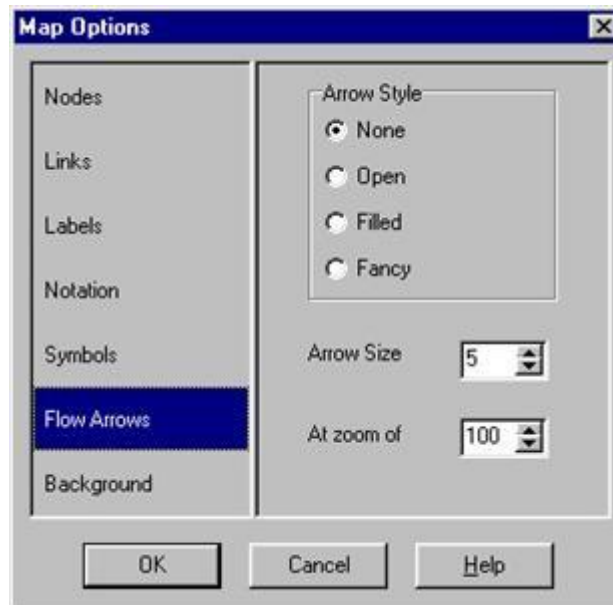 Map Options
Nodes
Links
Labels
Notation
Symbols
Flow Arrows
Background
Arrow Style
None
Open
Filled
Fancy
Arrow Size 5
At zoom of 100
OK Cancel Help